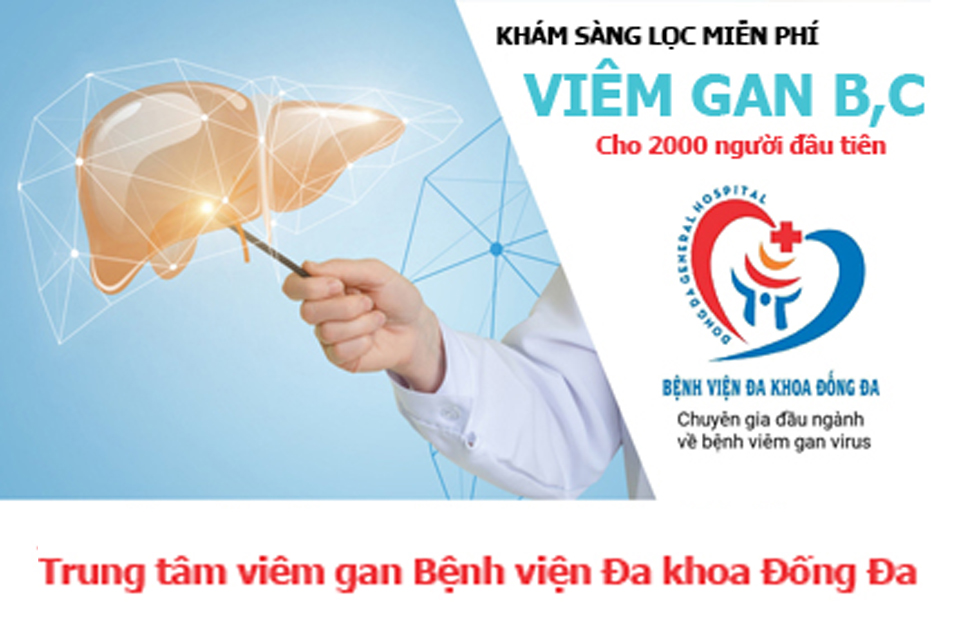 KHÁM SÀNG LỌC MIỄN PHÍ
VIÊM GAN B,C
Cho 2000 người đầu tiên
DONG DA GENERAL HOSPITAL
BỆNH VIỆN ĐA KHOA ĐỐNG ĐA
Chuyên gia đầu ngành
về bệnh viêm gan virus
Trung tâm viêm gan Bệnh viện Đa khoa Đống Đa